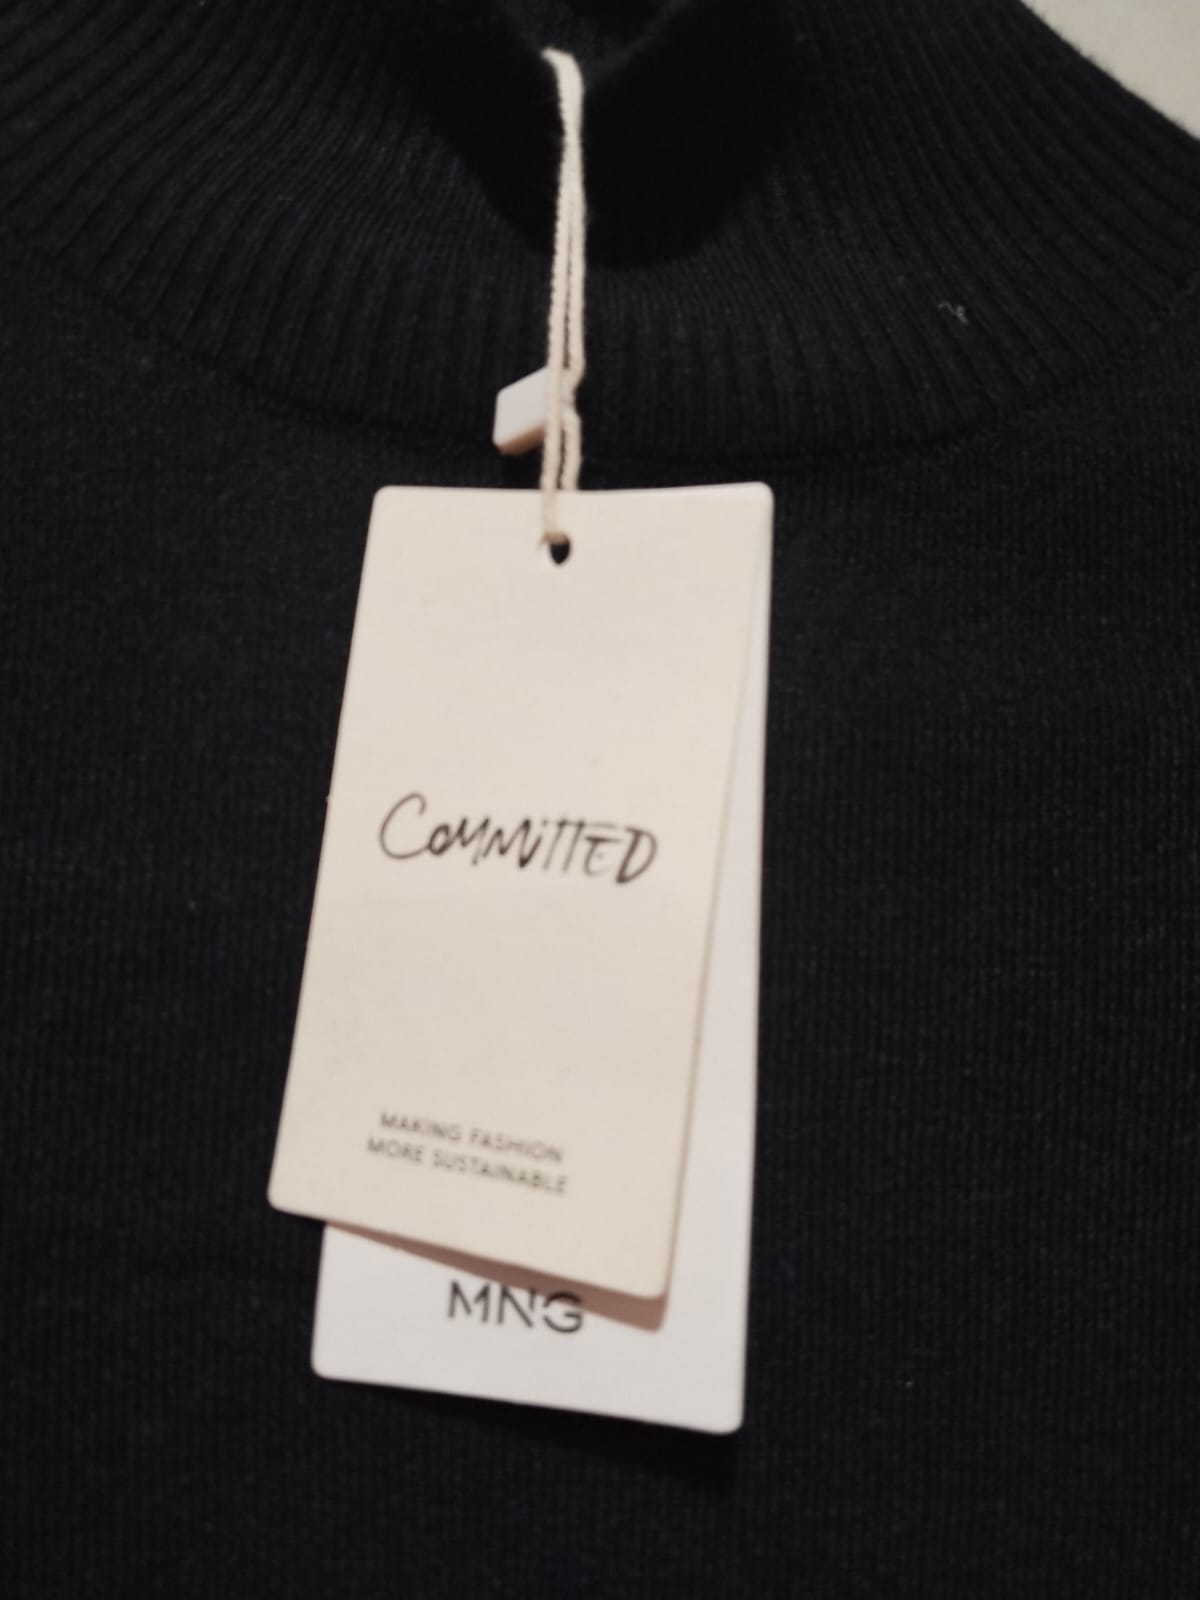 COMMITTED
MAKING FASHION
MORE SUSTAINABLE
MNG